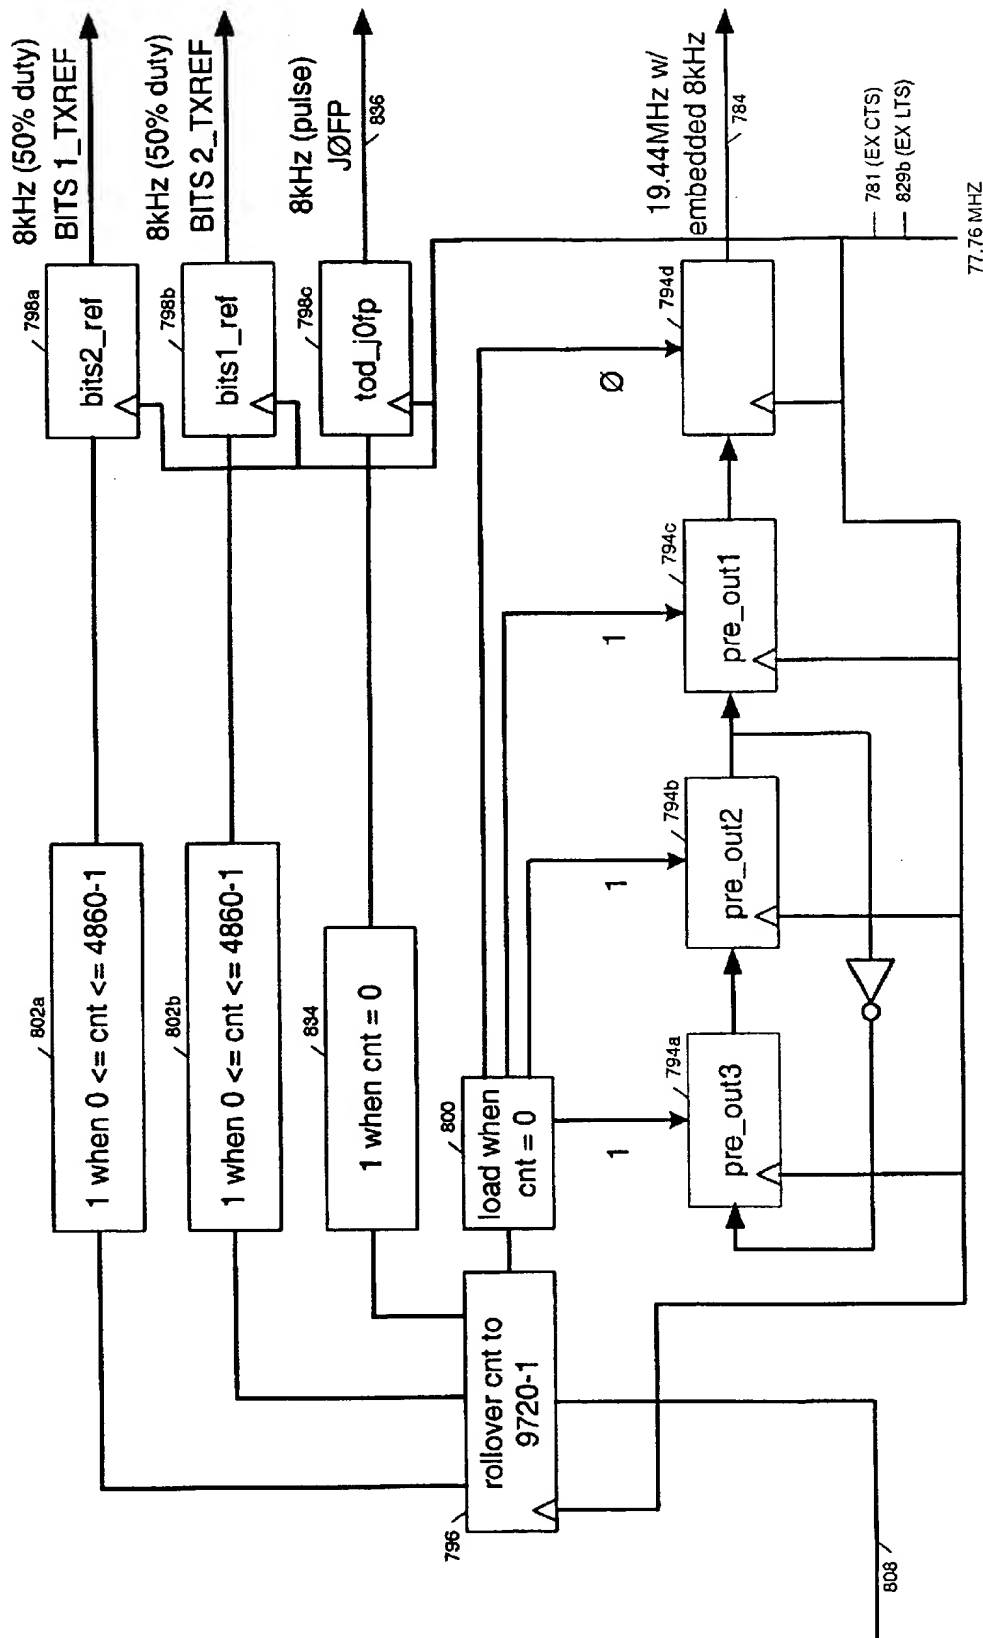 8kHz (50% duty)
BITS 1_TXREF
8kHz (50% duty)
BITS 2_TXREF
8kHz (pulse)
JØFP
836
19.44MHz w/
embedded 8kHz
784
798a
bits2_ref
798b
bits1_ref
798c
tod_j0fp
794d
Ø
781 (EX CTS)
829b (EX LTS)
77.76 MHZ
794c
pre_out1
1
794b
pre_out2
1
794a
pre_out3
1
802a
1 when 0 <= cnt <= 4860-1
802b
1 when 0 <= cnt <= 4860-1
834
1 when cnt = 0
800
load when
cnt = 0
796
rollover cnt to
9720-1
808